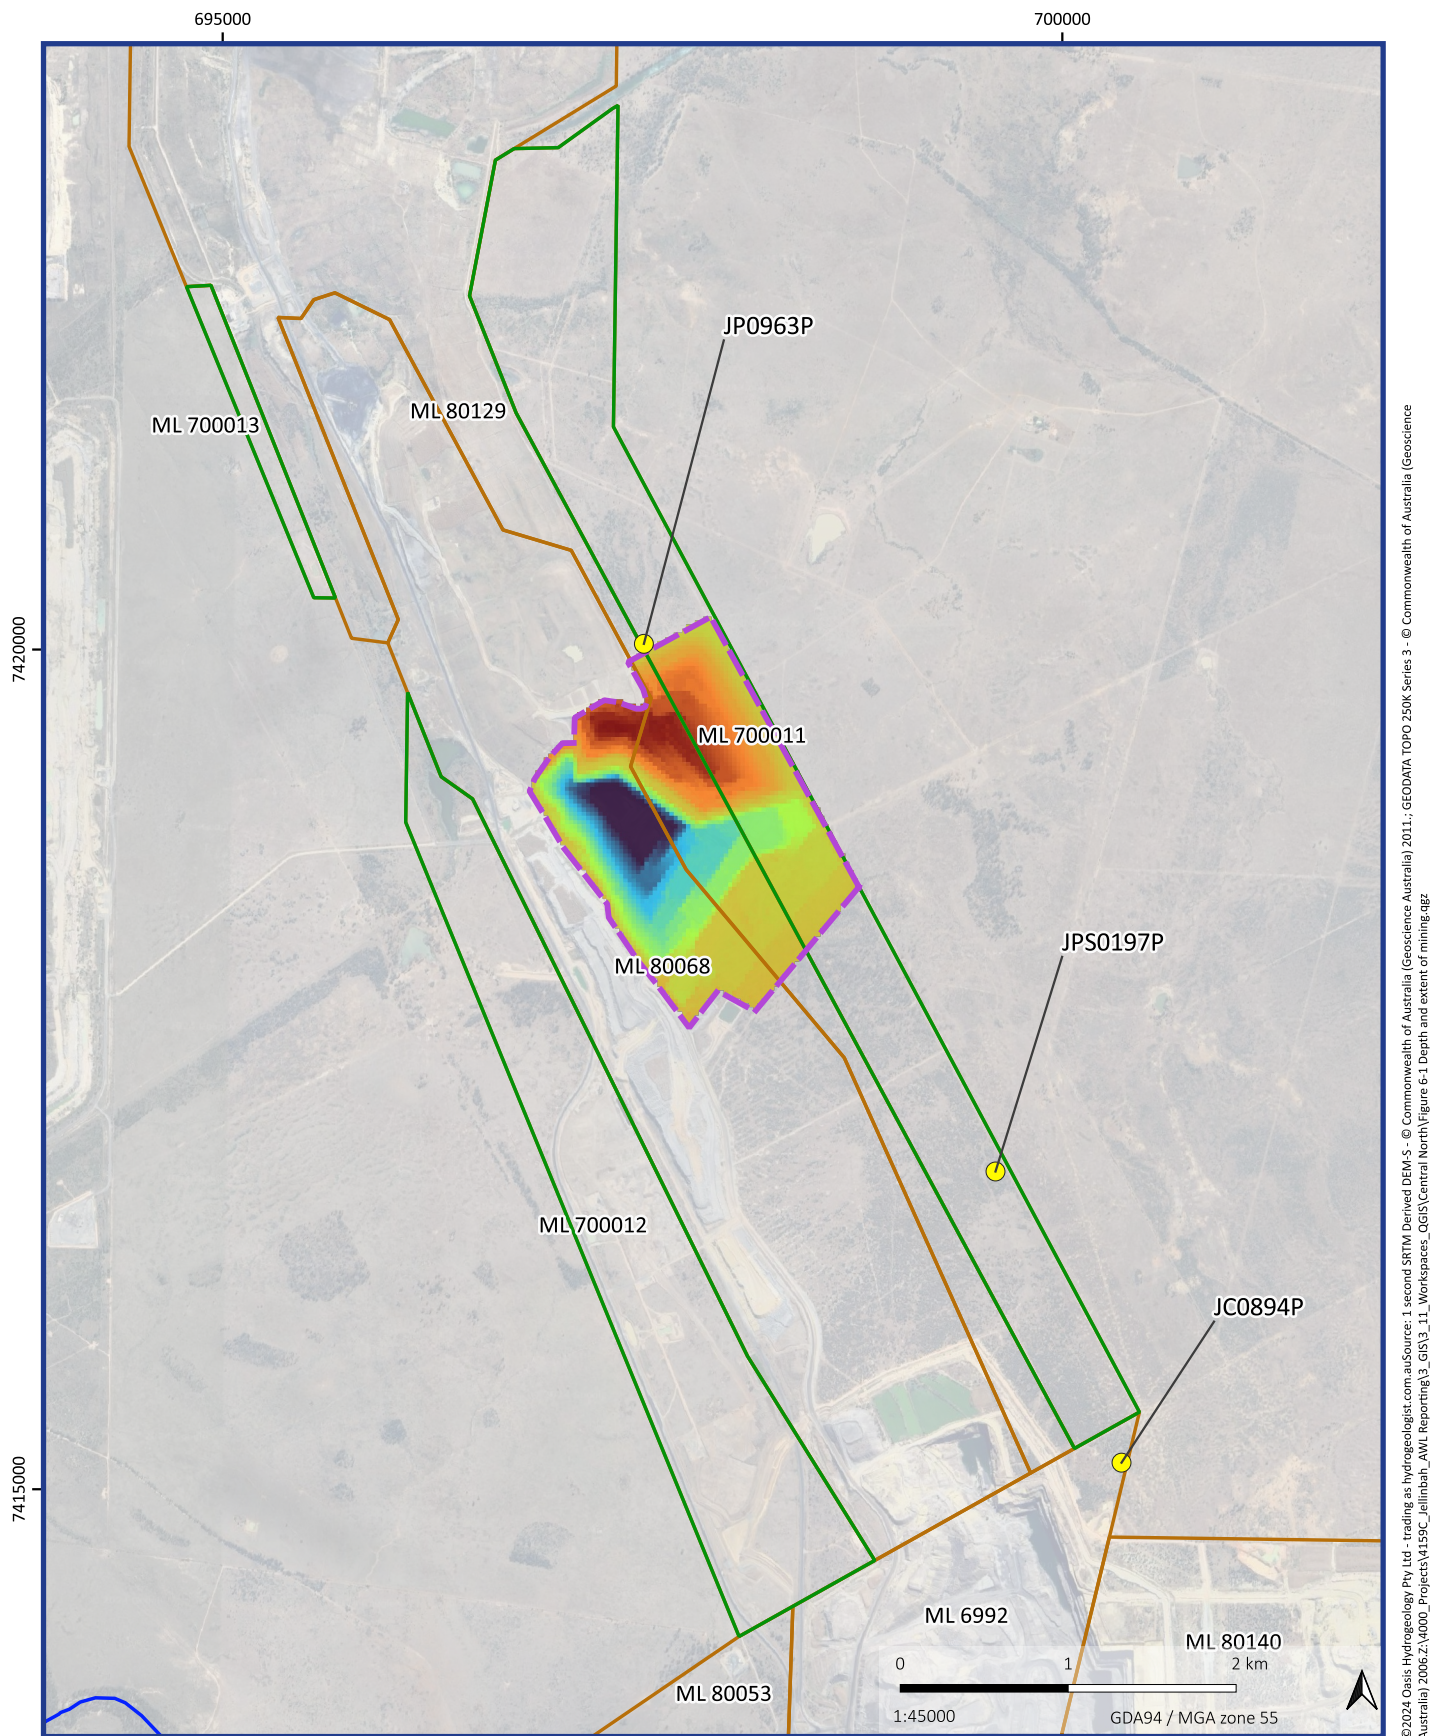 695000
700000
JP0963P
ML 700013
ML 80129
7420000
ML 700011
JPS0197P
ML 80068
ML 700012
JC0894P
7415000
ML 6992
ML 80140
0 1 2 km
ML 80053
1:45000 GDA94 / MGA zone 55
©2024 Oasis Hydrogeology Pty Ltd - trading as hydrogeologist.com.auSource: 1 second SRTM Derived DEM-S - © Commonwealth of Australia (Geoscience Australia) 2011.; GEODATA TOPO 250K Series 3 - © Commonwealth of Australia (Geoscience
Australia) 2006.Z:\4000_Projects\4159C_Jellinbah_AWL Reporting\3_GIS\3_11_Workspaces_QGIS\Central North\Figure 6-1 Depth and extent of mining.qgz